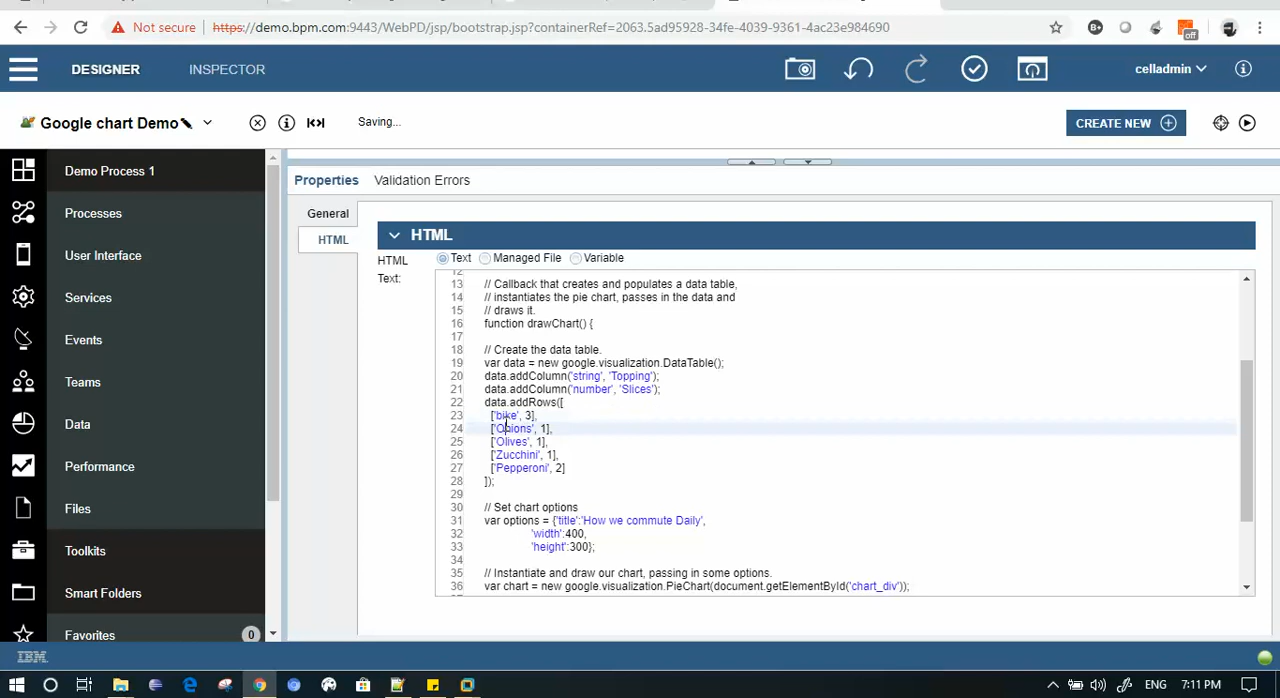 Not secure https://demo.bpm.com:9443/WebPD/jsp/bootstrap.jsp?containerRef=2063.5ad95928-34fe-4039-9361-4ac23e984690
off
DESIGNER INSPECTOR celladmin
Google chart Demo Saving... CREATE NEW
Demo Process 1
Processes
User Interface
Services
Events
Teams
Data
Performance
Files
Toolkits
Smart Folders
Favorites 0
Properties Validation Errors
General
HTML
HTML
HTML Text Managed File Variable
Text:
12
13 // Callback that creates and populates a data table,
14 // instantiates the pie chart, passes in the data and
15 // draws it.
16 function drawChart() {
17
18 // Create the data table.
19 var data = new google.visualization.DataTable();
20 data.addColumn('string', 'Topping');
21 data.addColumn('number', 'Slices');
22 data.addRows([
23 ['bike', 3],
24 ['Onions', 1],
25 ['Olives', 1],
26 ['Zucchini', 1],
27 ['Pepperoni', 2]
28 ]);
29
30 // Set chart options
31 var options = {'title':'How we commute Daily',
32 'width':400,
33 'height':300};
34
35 // Instantiate and draw our chart, passing in some options.
36 var chart = new google.visualization.PieChart(document.getElementById('chart_div'));
IBM
ENG 7:11 PM